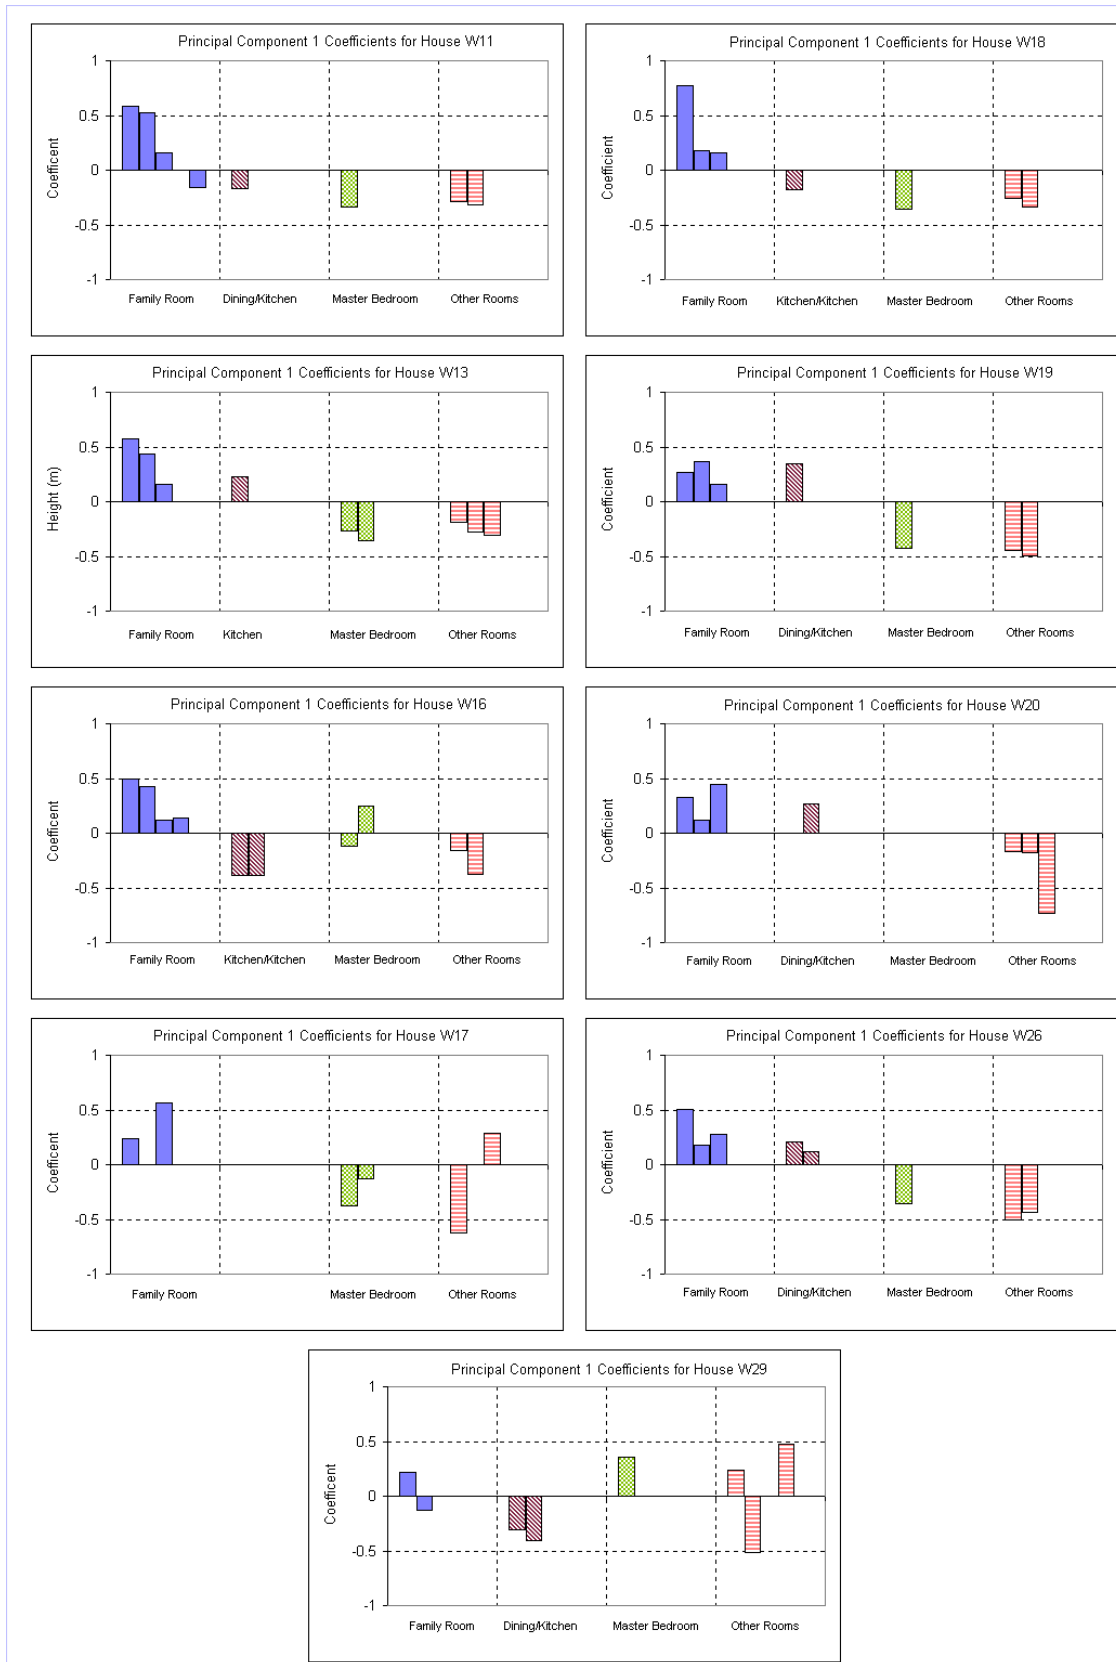 Principal Component 1 Coefficients for House W11
1
0.5
0
-0.5
-1
Coefficent
Family Room Dining/Kitchen Master Bedroom Other Rooms
Principal Component 1 Coefficients for House W18
1
0.5
0
-0.5
-1
Coefficient
Family Room Kitchen/Kitchen Master Bedroom Other Rooms
Principal Component 1 Coefficients for House W13
1
0.5
0
-0.5
-1
Height (m)
Family Room Kitchen Master Bedroom Other Rooms
Principal Component 1 Coefficients for House W19
1
0.5
0
-0.5
-1
Coefficient
Family Room Dining/Kitchen Master Bedroom Other Rooms
Principal Component 1 Coefficients for House W16
1
0.5
0
-0.5
-1
Coefficent
Family Room Kitchen/Kitchen Master Bedroom Other Rooms
Principal Component 1 Coefficients for House W20
1
0.5
0
-0.5
-1
Coefficient
Family Room Dining/Kitchen Master Bedroom Other Rooms
Principal Component 1 Coefficients for House W17
1
0.5
0
-0.5
-1
Coefficent
Family Room Master Bedroom Other Rooms
Principal Component 1 Coefficients for House W26
1
0.5
0
-0.5
-1
Coefficient
Family Room Dining/Kitchen Master Bedroom Other Rooms
Principal Component 1 Coefficients for House W29
1
0.5
0
-0.5
-1
Coefficent
Family Room Dining/Kitchen Master Bedroom Other Rooms